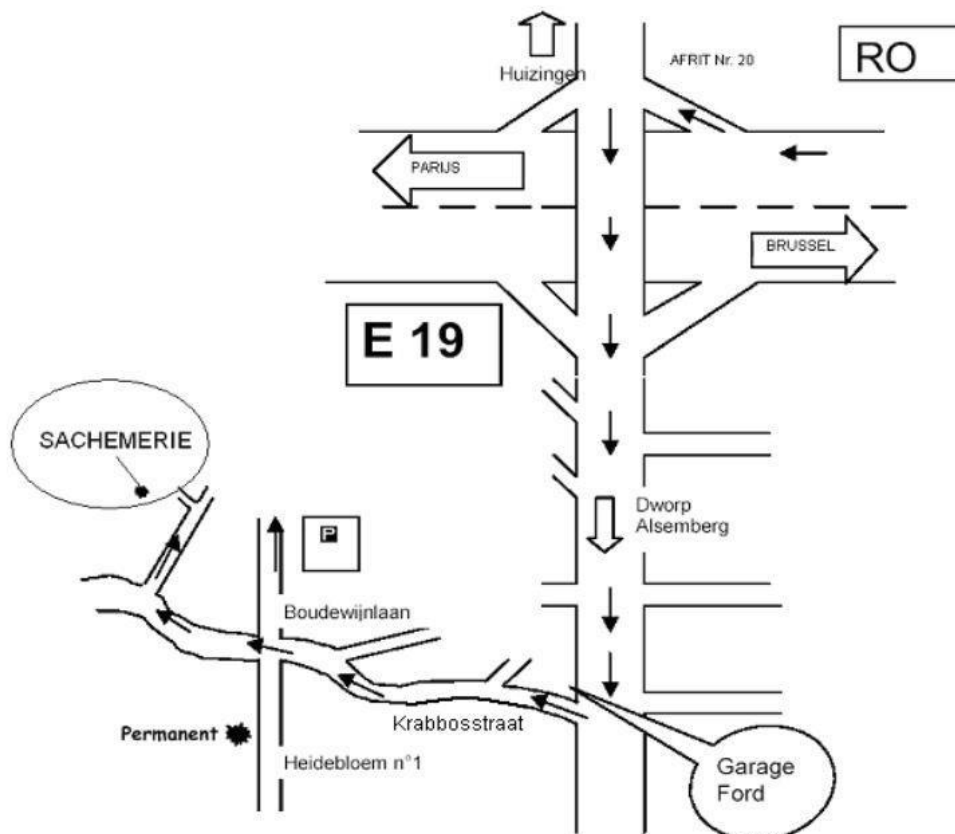 Huizingen
AFRIT Nr. 20
RO
PARIJS
BRUSSEL
E 19
SACHEMERIE
Dworp
Alsemberg
P
Boudewijnlaan
Krabbosstraat
Permanent
Heidebloem n°1
Garage
Ford